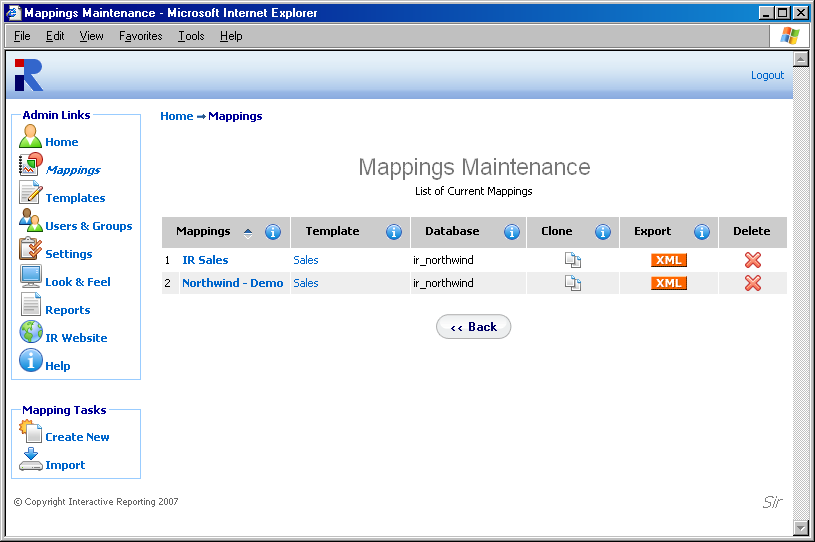 Mappings Maintenance - Microsoft Internet Explorer
File Edit View Favorites Tools Help
R
Logout
Admin Links
Home
Mappings
Templates
Users & Groups
Settings
Look & Feel
Reports
IR Website
Help
Mapping Tasks
Create New
Import
Home → Mappings
Mappings Maintenance
List of Current Mappings
Mappings Template Database Clone Export Delete
1 IR Sales Sales ir_northwind XML
2 Northwind - Demo Sales ir_northwind XML
<< Back
© Copyright Interactive Reporting 2007
Sir